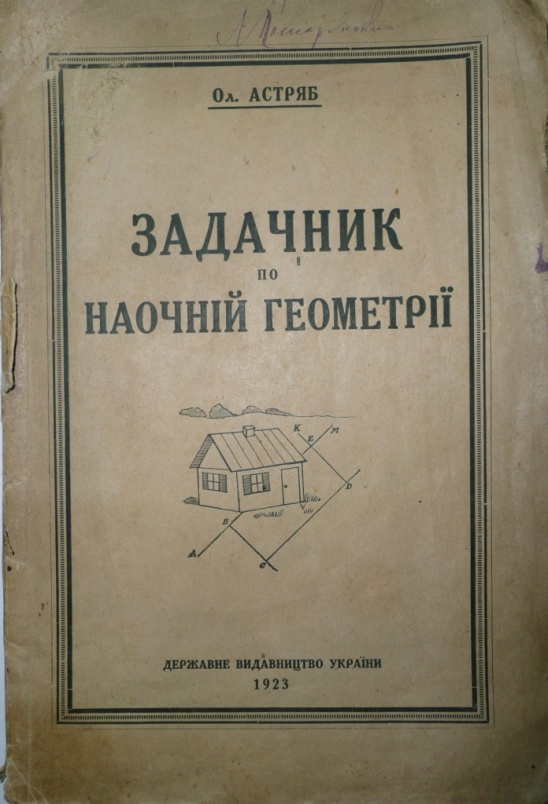 Ол. АСТРЯБ
ЗАДАЧНИК
ПО
НАОЧНІЙ ГЕОМЕТРІЇ
K
M
E
D
B
A
C
ДЕРЖАВНЕ ВИДАВНИЦТВО УКРАЇНИ
1923